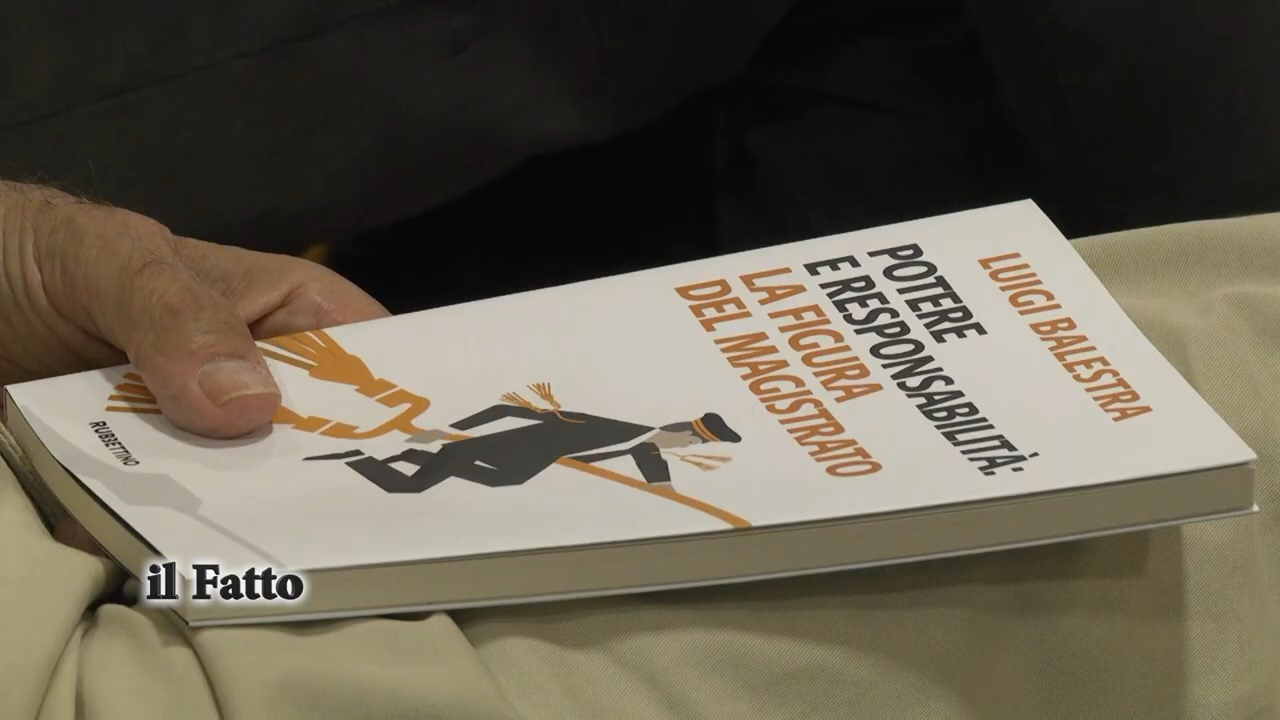 LUIGI BALESTRA
POTERE
E RESPONSABILITÀ:
LA FIGURA
DEL MAGISTRATO
RUBBETTINO
il Fatto